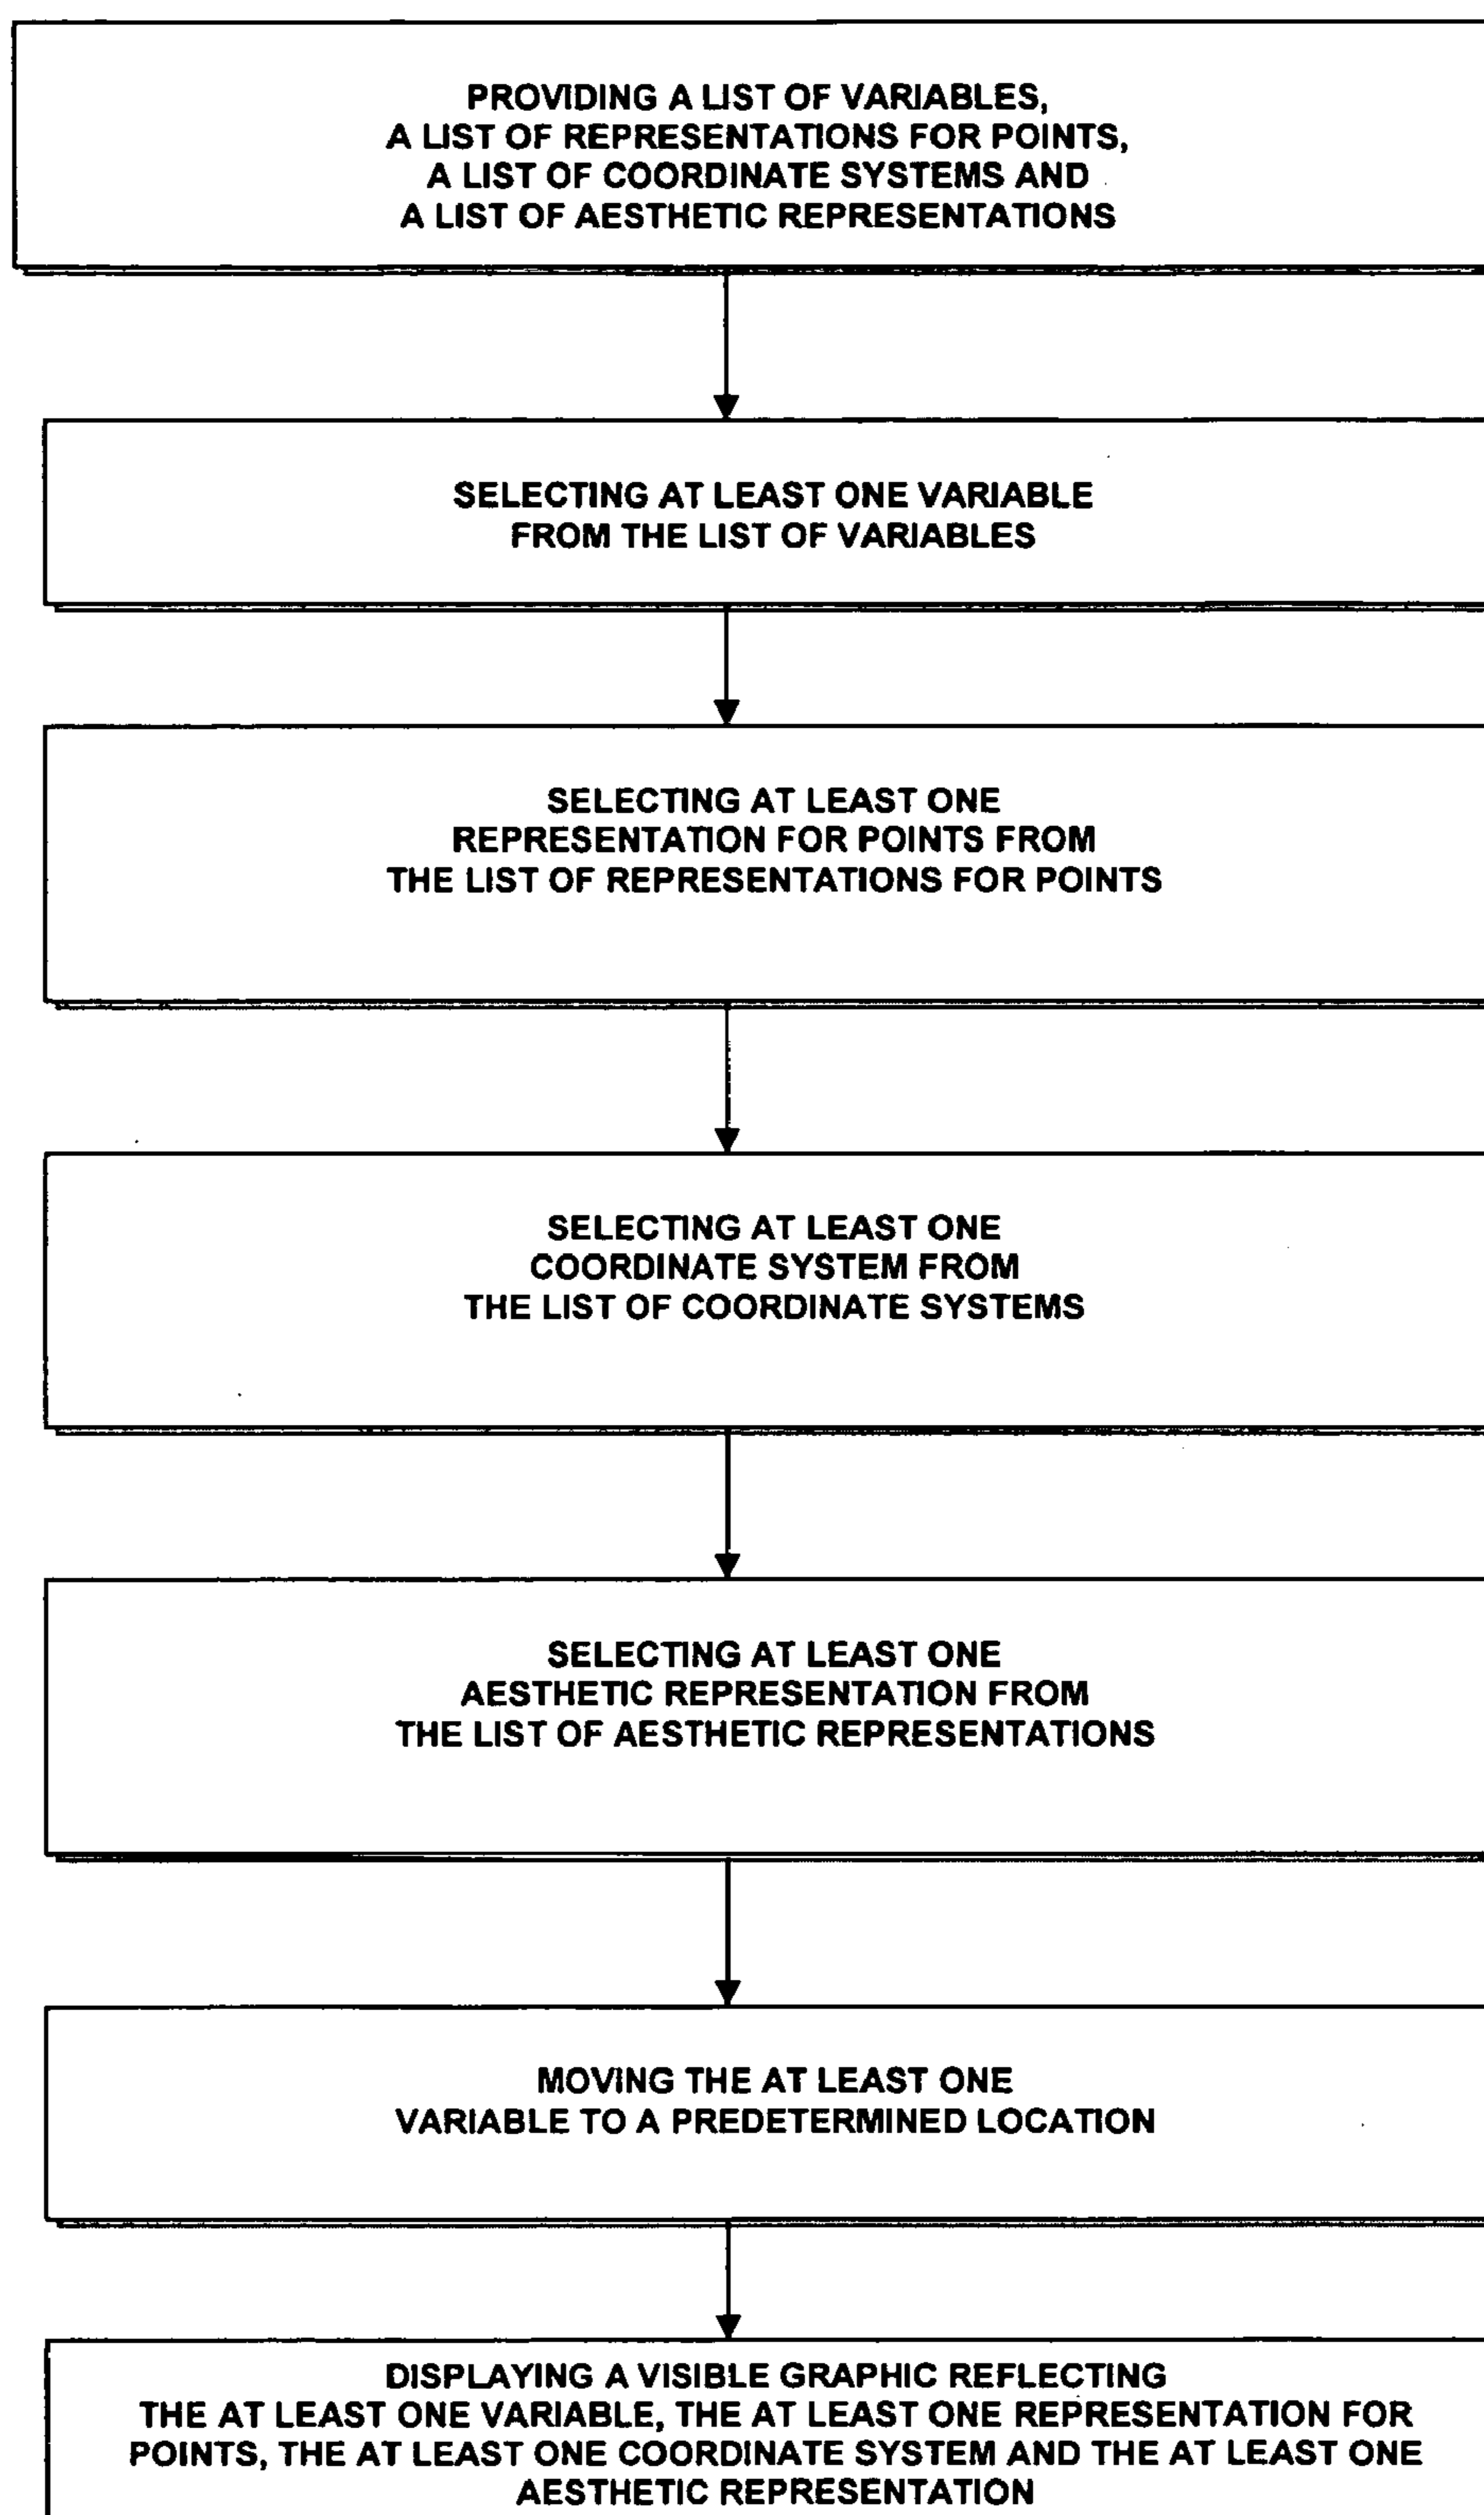 PROVIDING A LIST OF VARIABLES,
A LIST OF REPRESENTATIONS FOR POINTS,
A LIST OF COORDINATE SYSTEMS AND
A LIST OF AESTHETIC REPRESENTATIONS
SELECTING AT LEAST ONE VARIABLE
FROM THE LIST OF VARIABLES
SELECTING AT LEAST ONE
REPRESENTATION FOR POINTS FROM
THE LIST OF REPRESENTATIONS FOR POINTS
SELECTING AT LEAST ONE
COORDINATE SYSTEM FROM
THE LIST OF COORDINATE SYSTEMS
SELECTING AT LEAST ONE
AESTHETIC REPRESENTATION FROM
THE LIST OF AESTHETIC REPRESENTATIONS
MOVING THE AT LEAST ONE
VARIABLE TO A PREDETERMINED LOCATION
DISPLAYING A VISIBLE GRAPHIC REFLECTING
THE AT LEAST ONE VARIABLE, THE AT LEAST ONE REPRESENTATION FOR
POINTS, THE AT LEAST ONE COORDINATE SYSTEM AND THE AT LEAST ONE
AESTHETIC REPRESENTATION